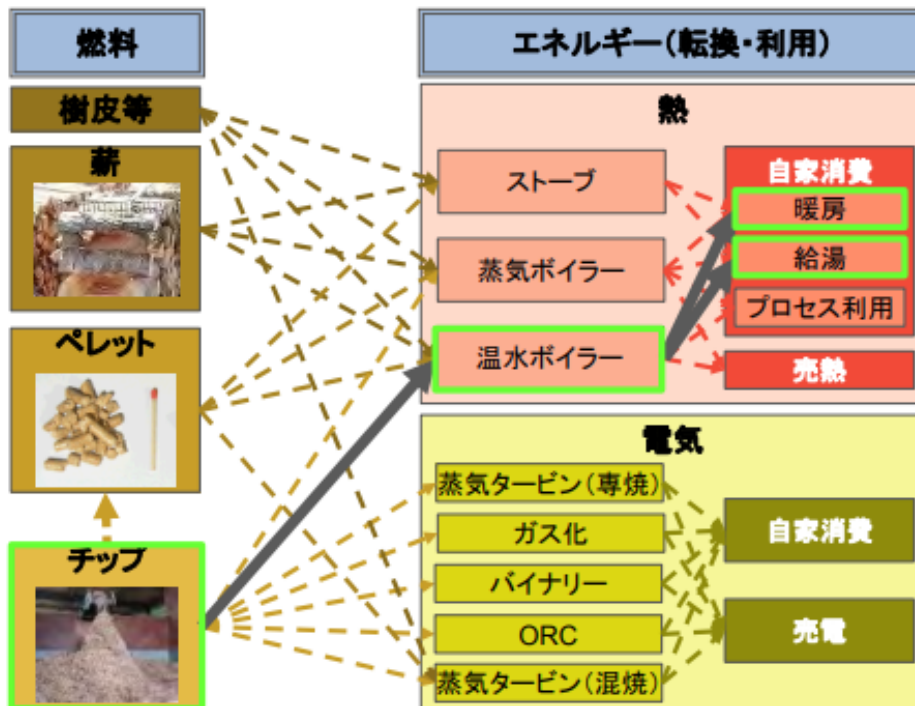 燃料
エネルギー(転換・利用)
樹皮等
薪
ペレット
チップ
熱
ストーブ
蒸気ボイラー
温水ボイラー
自家消費
暖房
給湯
プロセス利用
売熱
電気
蒸気タービン(専焼)
ガス化
バイナリー
ORC
蒸気タービン(混焼)
自家消費
売電